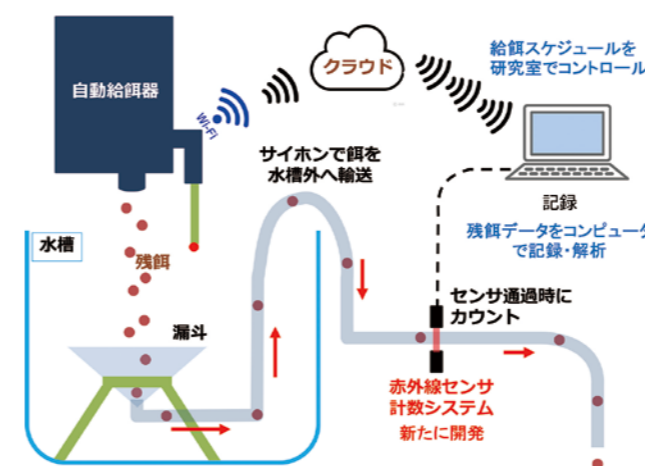 自動給餌器
WI-FI
クラウド
給餌スケジュールを
研究室でコントロール
サイホンで餌を
水槽外へ輸送
記録
残餌データをコンピュータ
で記録・解析
水槽
残餌
漏斗
センサ通過時に
カウント
赤外線センサ
計数システム
新たに開発